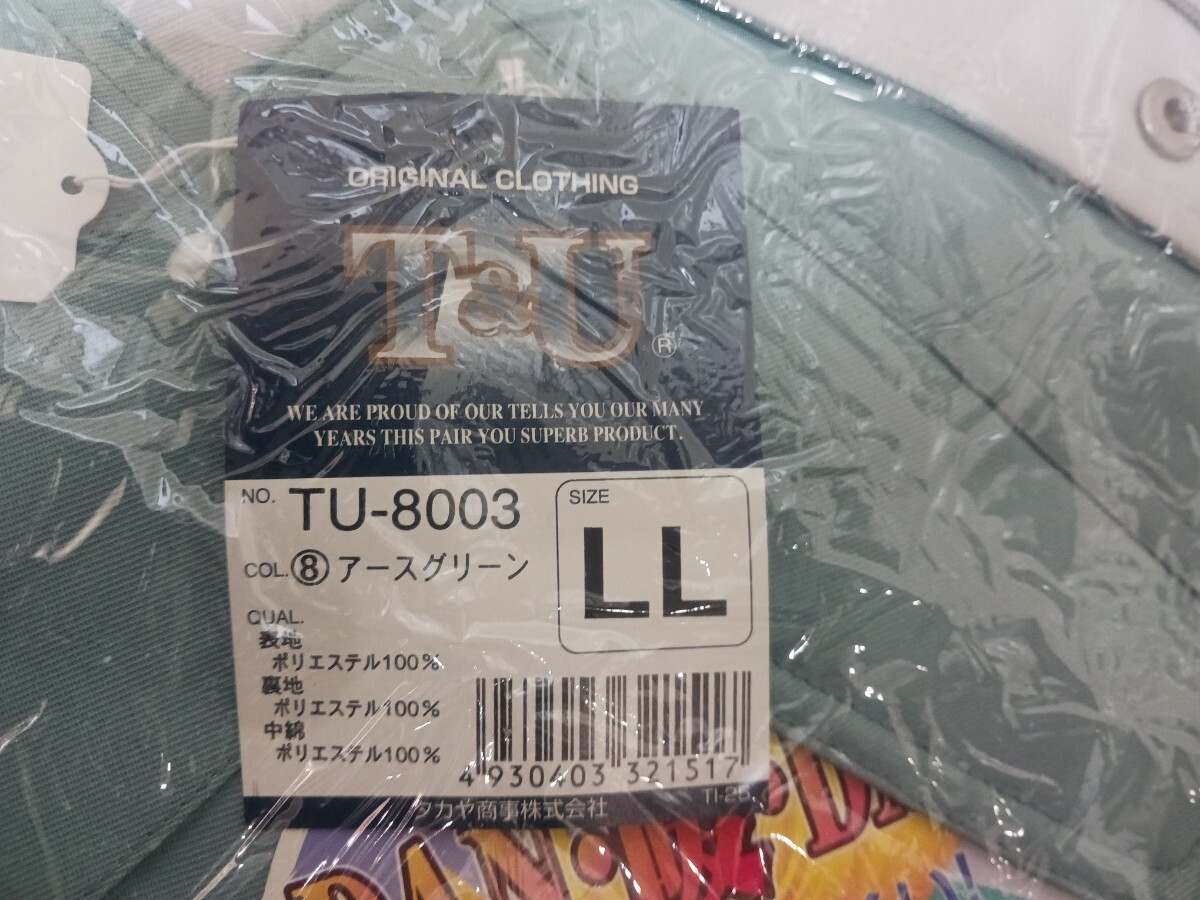 ORIGINAL CLOTHING
T&U®
WE ARE PROUD OF OUR TELLS YOU OUR MANY
YEARS THIS PAIR YOU SUPERB PRODUCT.
NO. TU-8003
SIZE
LL
COL. ⑧アースグリーン
QUAL.
表地
ポリエステル100%
裏地
ポリエステル100%
中綿
ポリエステル100%
4 930403 321517
タカヤ商事株式会社